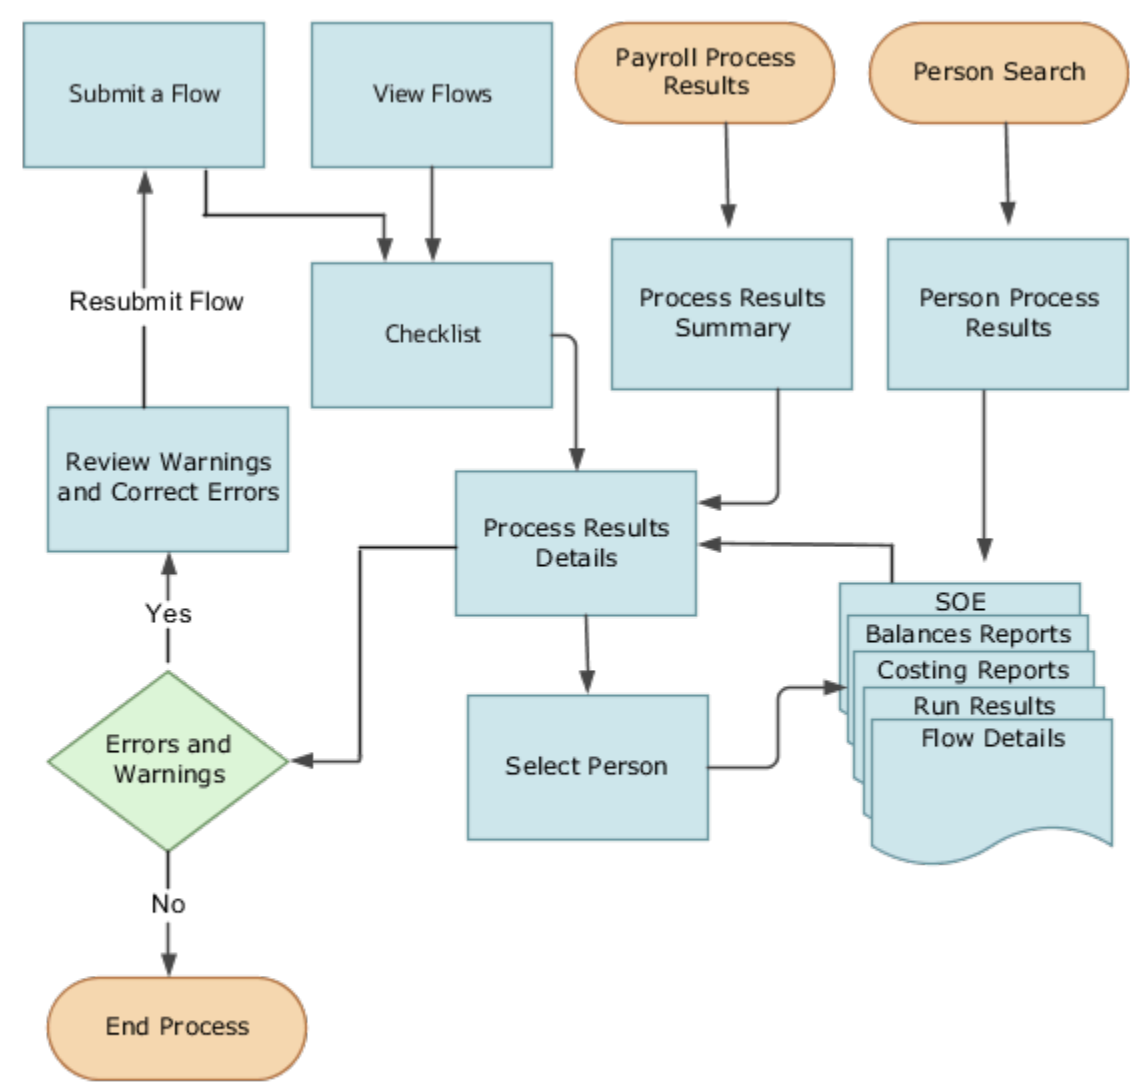 Submit a Flow
View Flows
Payroll Process
Results
Person Search
Resubmit Flow
Checklist
Process Results
Summary
Person Process
Results
Review Warnings
and Correct Errors
Process Results
Details
Yes
SOE
Balances Reports
Costing Reports
Run Results
Flow Details
Errors and
Warnings
Select Person
No
End Process